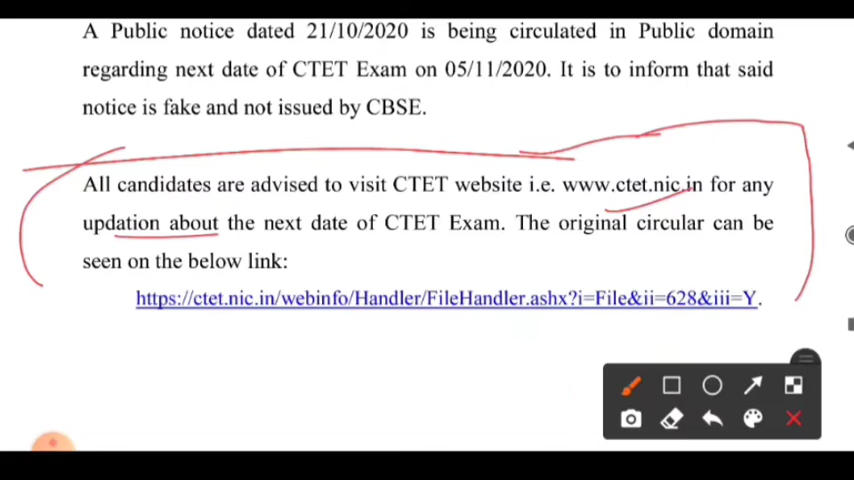 A Public notice dated 21/10/2020 is being circulated in Public domain
regarding next date of CTET Exam on 05/11/2020. It is to inform that said
notice is fake and not issued by CBSE.
All candidates are advised to visit CTET website i.e. www.ctet.nic.in for any
updation about the next date of CTET Exam. The original circular can be
seen on the below link:
https://ctet.nic.in/webinfo/Handler/FileHandler.ashx?i=File&ii=628&iii=Y.